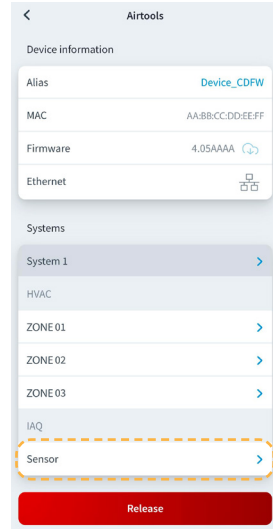 Airtools
Device information
Alias Device_CDFW
MAC AA:BB:CC:DD:EE:FF
Firmware 4.05AAAA
Ethernet
Systems
System 1
HVAC
ZONE 01
ZONE 02
ZONE 03
IAQ
Sensor
Release